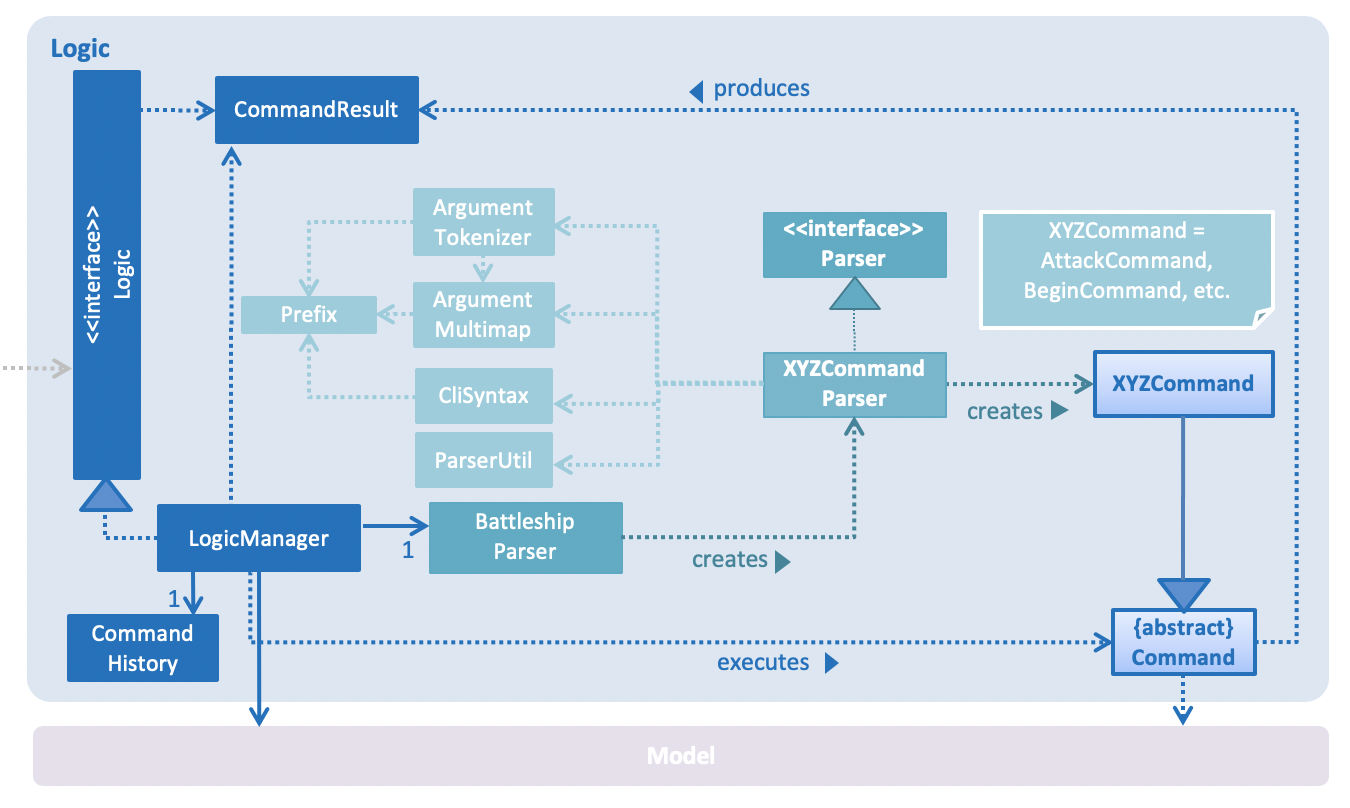 Logic
<<interface>>
Logic
CommandResult
produces
Argument
Tokenizer
<<interface>>
Parser
XYZCommand =
AttackCommand,
BeginCommand, etc.
Prefix
Argument
Multimap
XYZCommand
Parser
XYZCommand
creates
CliSyntax
ParserUtil
LogicManager
1
Battleship
Parser
creates
1
Command
History
executes
{abstract}
Command
Model